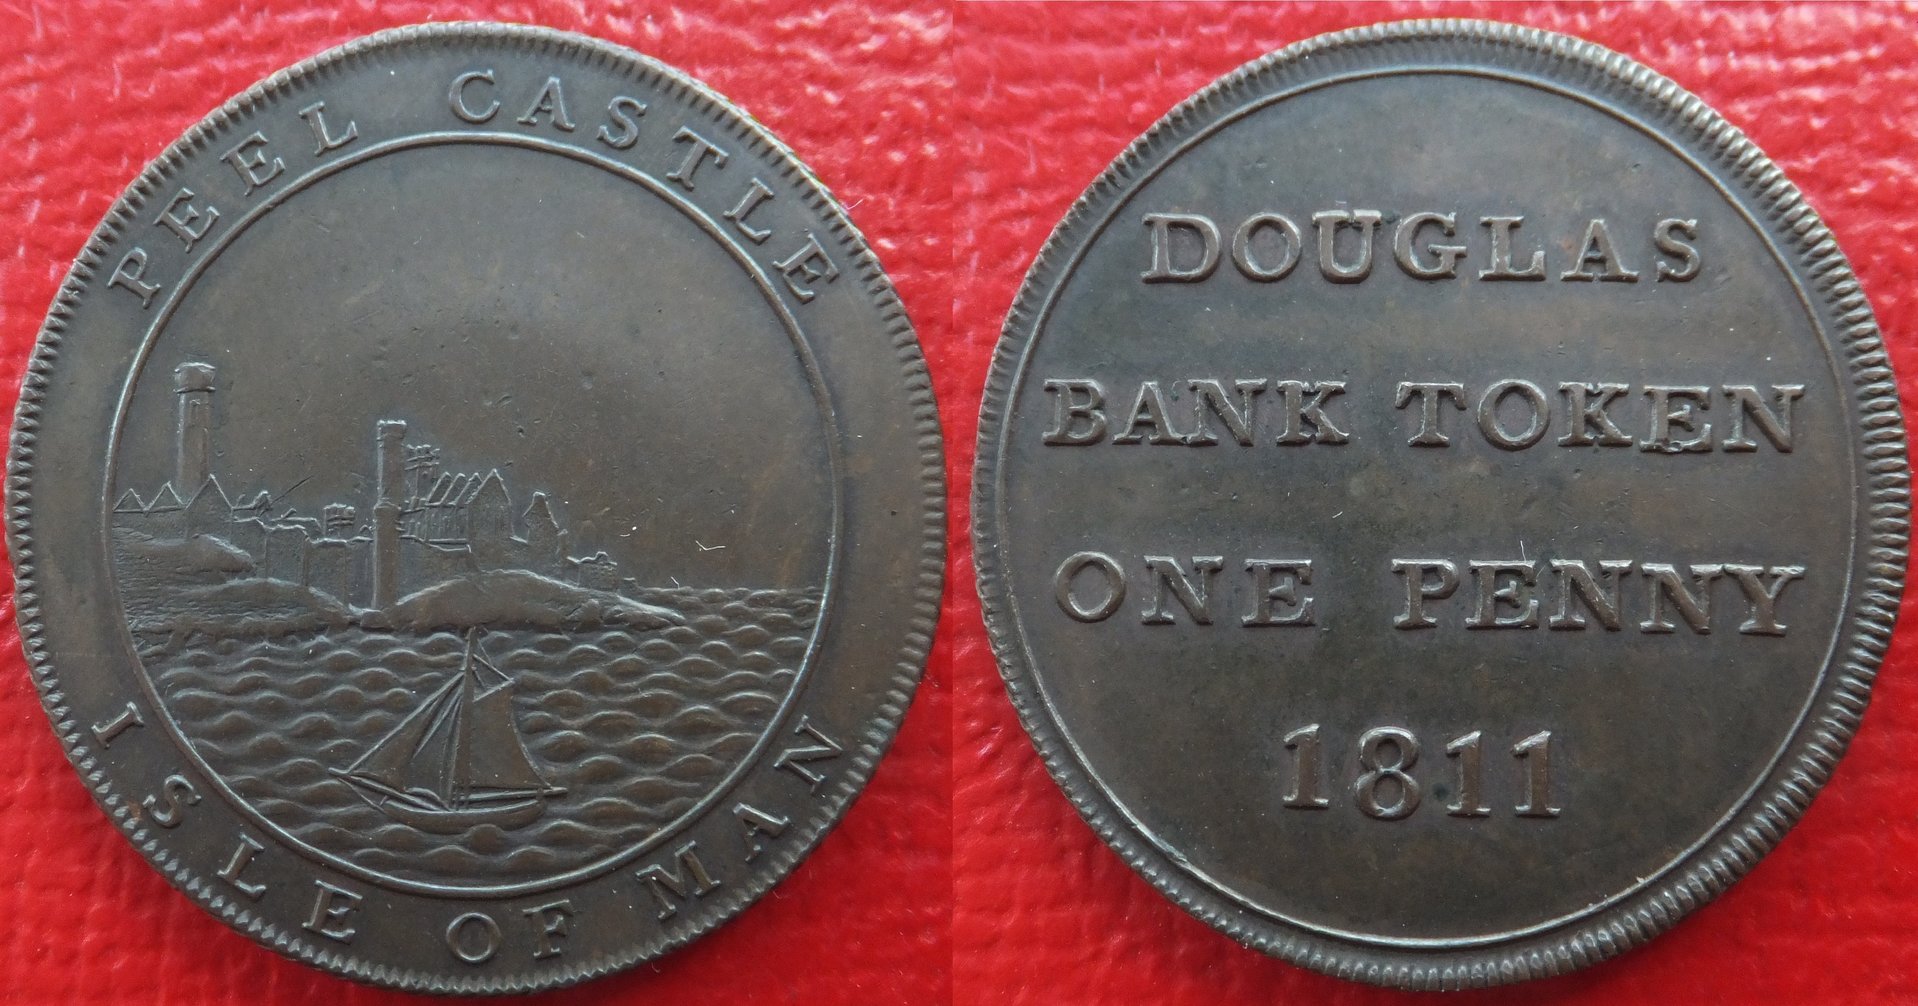 PEEL CASTLE
ISLE OF MAN
DOUGLAS
BANK TOKEN
ONE PENNY
1811